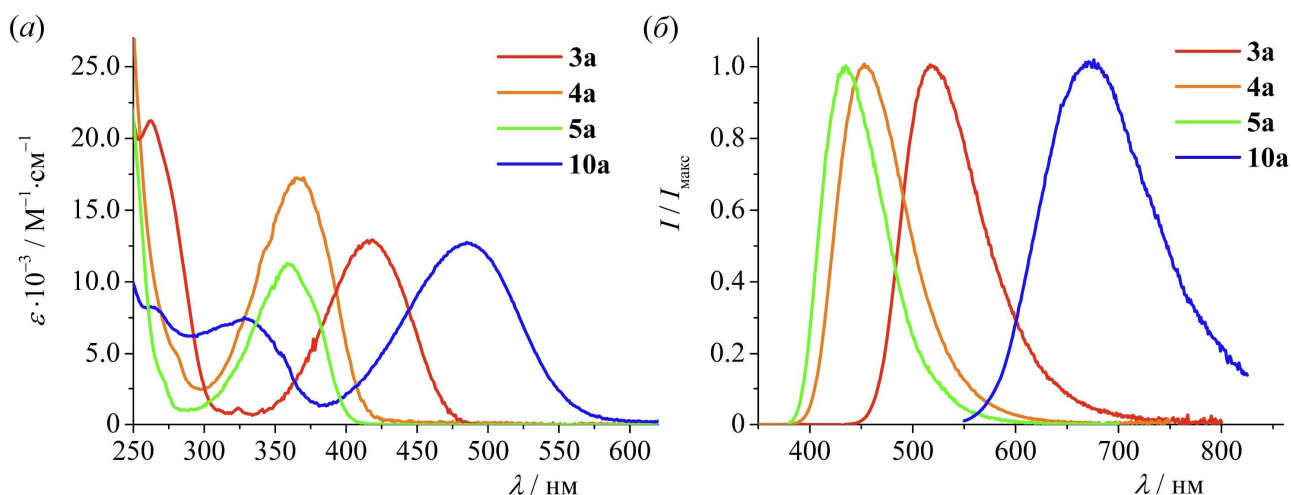 (а)
25.0
20.0
15.0
10.0
5.0
0
250 300 350 400 450 500 550 600
ε·10⁻³ / М⁻¹·см⁻¹
λ / нм
3a
4a
5a
10a
(б)
1.0
0.8
0.6
0.4
0.2
0
400 500 600 700 800
I / Iмакс
λ / нм
3a
4a
5a
10a